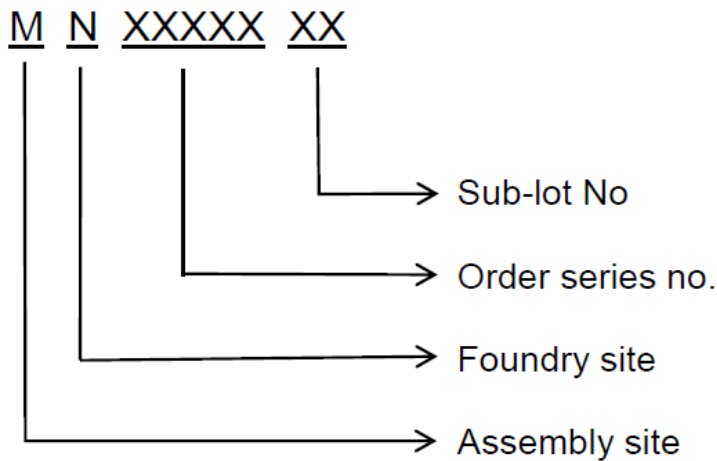 M N XXXXX XX
Sub-lot No
Order series no.
Foundry site
Assembly site